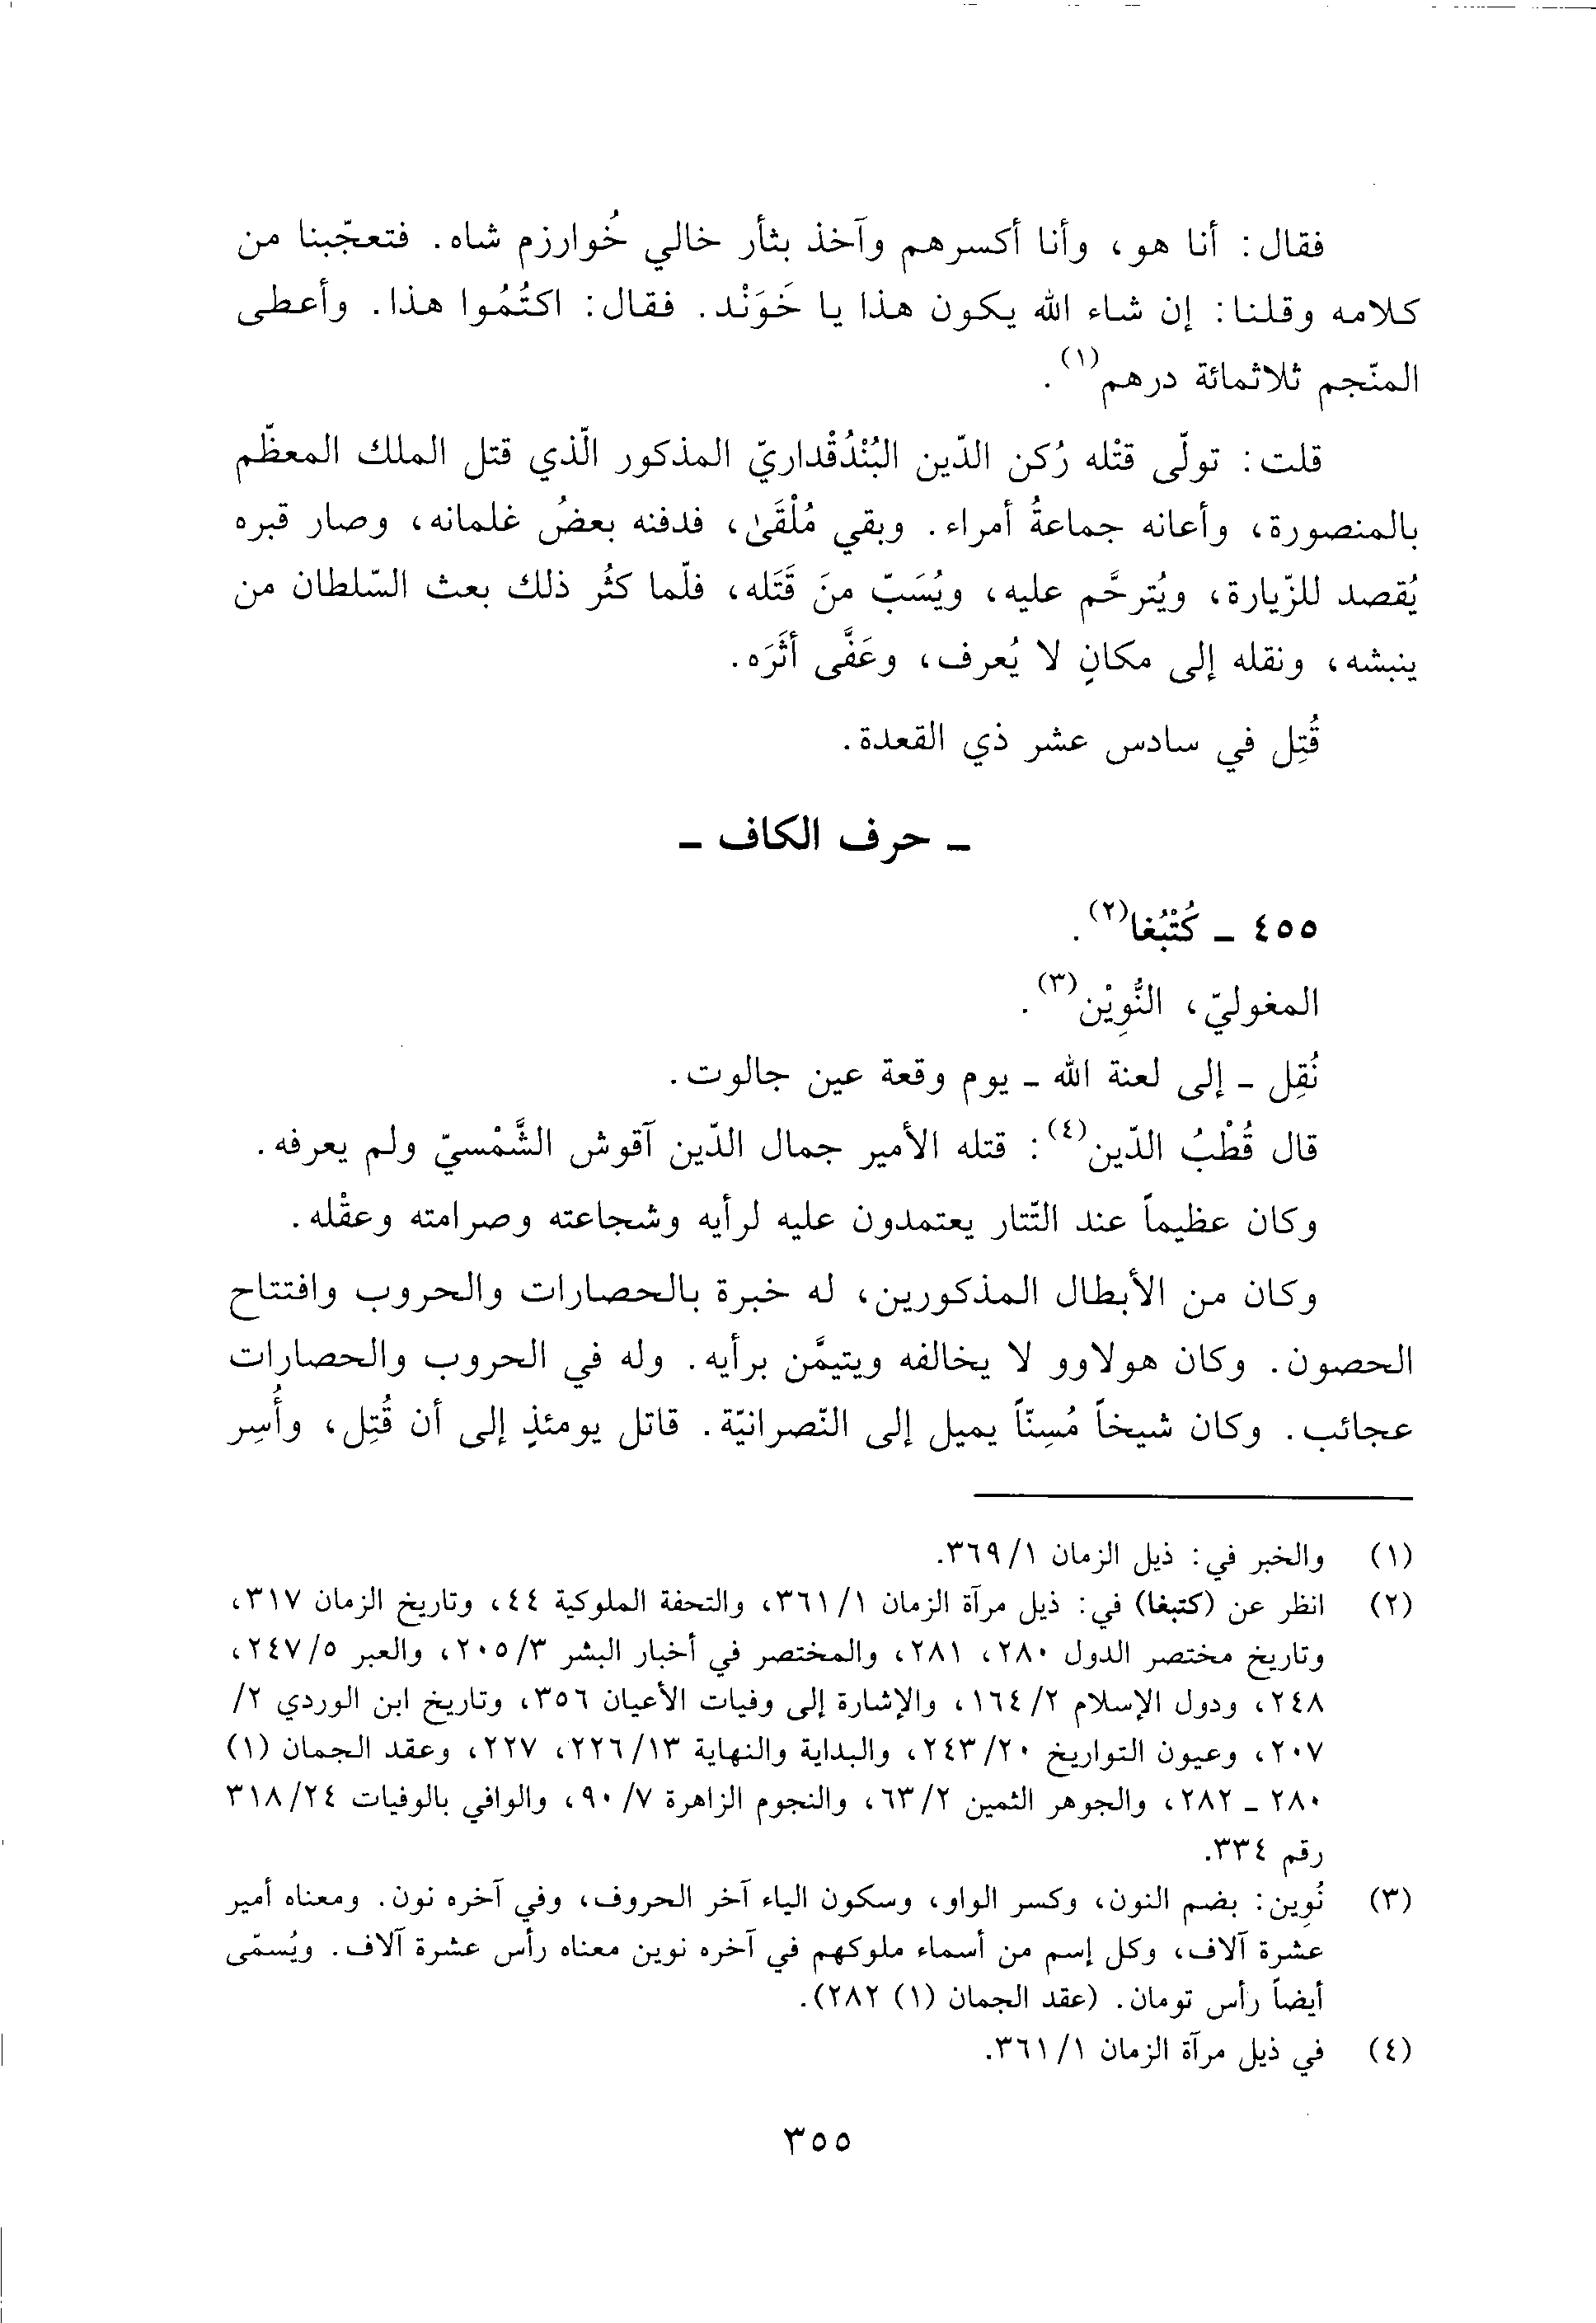 فقال: أنا هو، وأنا أكسرهم وآخذ بثأر خالي خُوارزم شاه. فتعجّبنا من
كلامه وقلنا: إن شاء الله يكون هذا يا خَوَنْد. فقال: اكتُمُوا هذا. وأعطى
المنّجم ثلاثمائة درهم(١).
قلت: تولّى قتْله رُكن الدّين البُنْدُقْداريّ المذكور الّذي قتل الملك المعظّم
بالمنصورة، وأعانه جماعةُ أمراء. وبقي مُلْقَىٰ، فدفنه بعضُ غلمانه، وصار قبره
يُقصد للزّيارة، ويُترحَّم عليه، ويُسَبّ منَ قَتَله، فلّما كثُر ذلك بعث السّلطان من
ينبشه، ونقله إلى مكانٍ لا يُعرف، وعَفَّى أثَرَه.
قُتِل في سادس عشر ذي القعدة.
ـ حرف الكاف ـ
٤٥٥ ـ كُتْبُغا(٢).
المغوليّ، النُّوِيْن(٣).
نُقِل ـ إلى لعنة الله ـ يوم وقعة عين جالوت.
قال قُطْبُ الدّين(٤): قتله الأمير جمال الدّين آقوش الشَّمْسيّ ولم يعرفه.
وكان عظيماً عند التّتار يعتمدون عليه لرأيه وشجاعته وصرامته وعقْله.
وكان من الأبطال المذكورين، له خبرة بالحصارات والحروب وافتتاح
الحصون. وكان هولاوو لا يخالفه ويتيمَّن برأيه. وله في الحروب والحصارات
عجائب. وكان شيخاً مُسِنّاً يميل إلى النّصرانيّة. قاتل يومئذٍ إلى أن قُتِل، وأُسِر
(١) والخبر في: ذيل الزمان ١/ ٣٦٩.
(٢) انظر عن (كتبغا) في: ذيل مرآة الزمان ١/ ٣٦١، والتحفة الملوكية ٤٤، وتاريخ الزمان ٣١٧،
وتاريخ مختصر الدول ٢٨٠، ٢٨١، والمختصر في أخبار البشر ٣/ ٢٠٥، والعبر ٥/ ٢٤٧،
٢٤٨، ودول الإسلام ٢/ ١٦٤، والإشارة إلى وفيات الأعيان ٣٥٦، وتاريخ ابن الوردي ٢/
٢٠٧، وعيون التواريخ ٢٠/ ٢٤٣، والبداية والنهاية ١٣/ ٢٢٦، ٢٢٧، وعقد الجمان (١)
٢٨٠ ـ ٢٨٢، والجوهر الثمين ٢/ ٦٣، والنجوم الزاهرة ٧/ ٩٠، والوافي بالوفيات ٢٤/ ٣١٨
رقم ٣٣٤.
(٣) نُوِين: بضم النون، وكسر الواو، وسكون الياء آخر الحروف، وفي آخره نون. ومعناه أمير
عشرة آلاف، وكل إسم من أسماء ملوكهم في آخره نوين معناه رأس عشرة آلاف. ويُسمّى
أيضاً رأس تومان. (عقد الجمان (١) ٢٨٢).
(٤) في ذيل مرآة الزمان ١/ ٣٦١.
٣٥٥